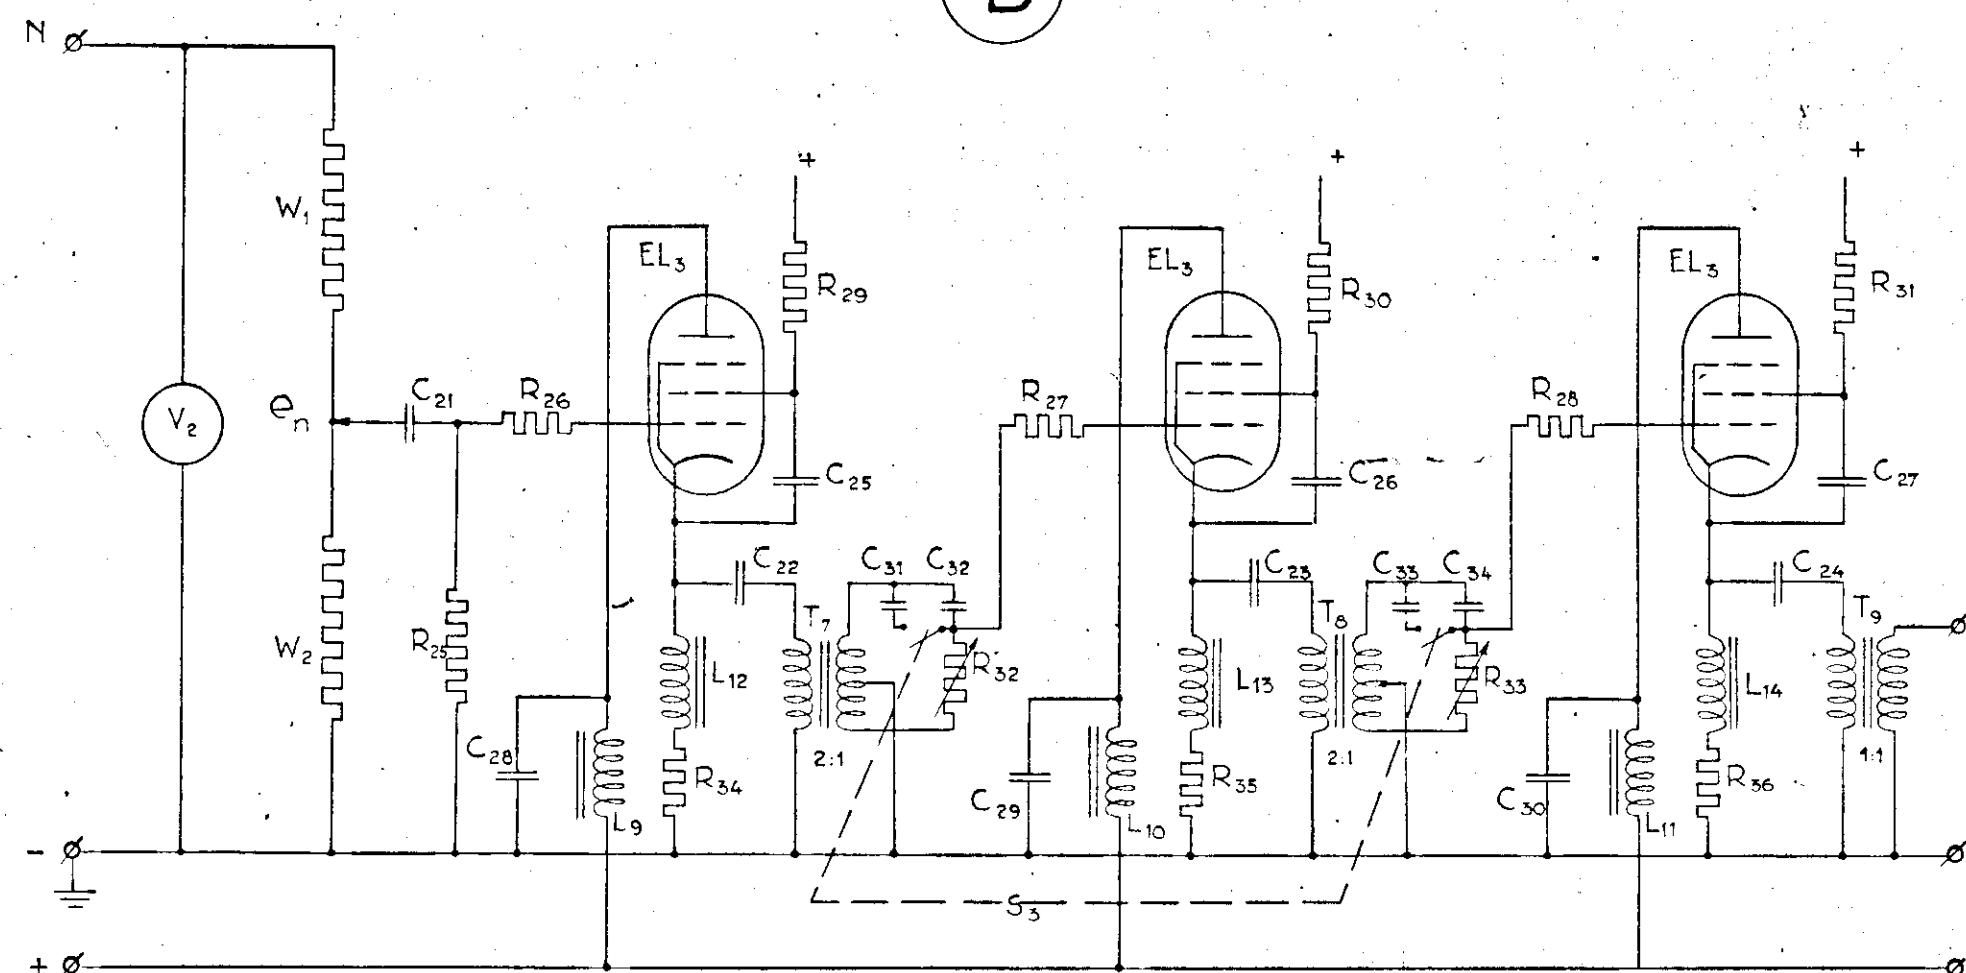 N
+
+
+
W₁
EL₃
EL₃
EL₃
R₂₉
R₃₀
R₃₁
V₂
eₙ
C₂₁
R₂₆
R₂₇
R₂₈
C₂₅
C₂₆
C₂₇
C₂₂
C₃₁
C₃₂
C₂₃
C₃₃
C₃₄
C₂₄
W₂
R₂₅
T₇
T₈
T₉
L₁₂
R₃₂
L₁₃
R₃₃
L₁₄
C₂₈
R₃₄
2:1
C₂₉
R₃₅
2:1
C₃₀
R₃₆
1:1
L₉
L₁₀
L₁₁
-
S₃
+